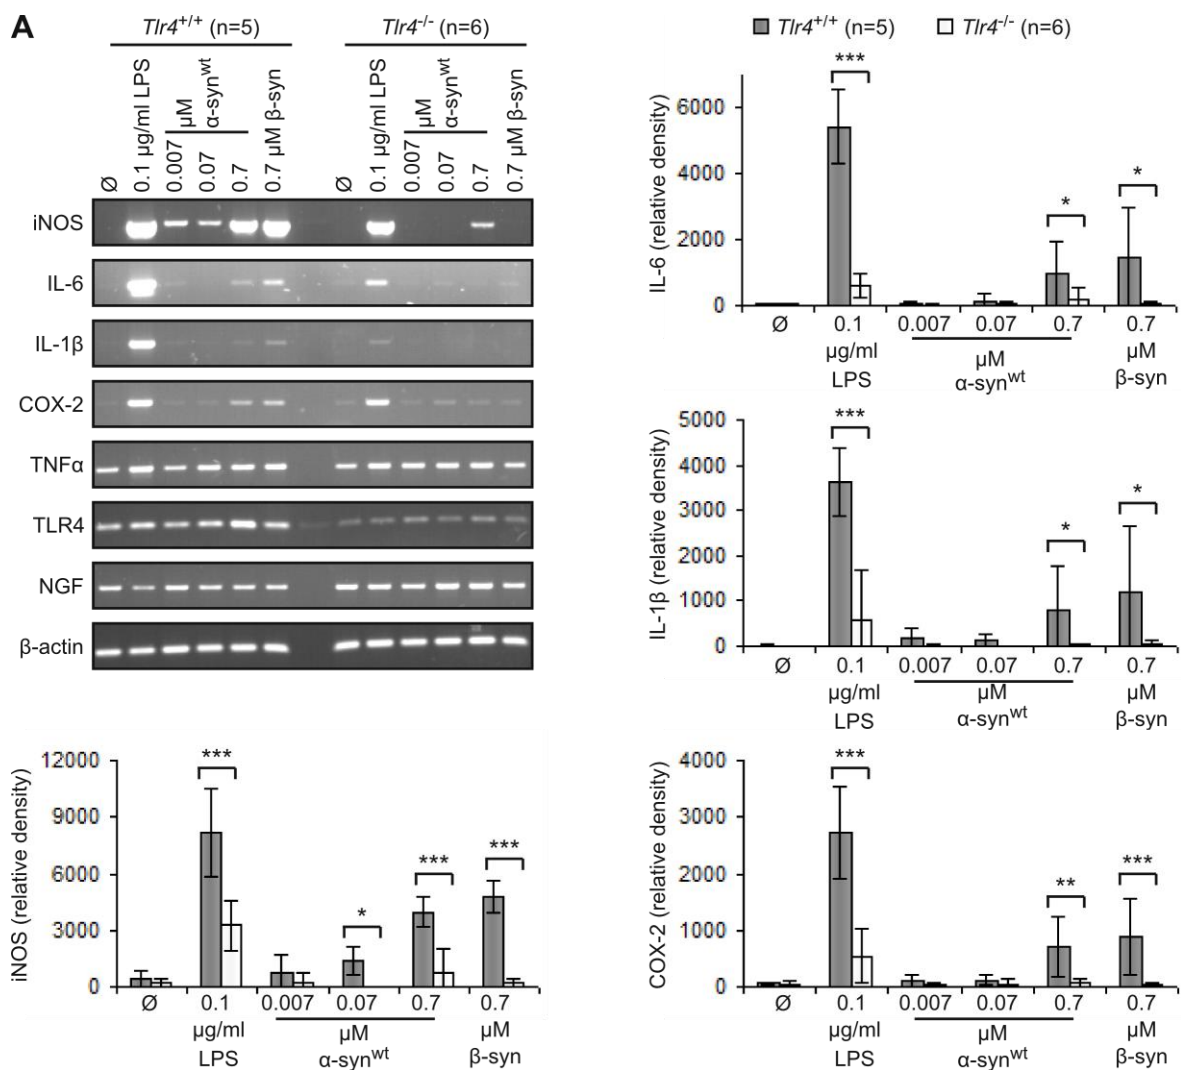 A
Tlr4+/+ (n=5) Tlr4-/- (n=6)
Ø 0.1 µg/ml LPS 0.007 0.07 0.7 µM α-synwt 0.7 µM β-syn Ø 0.1 µg/ml LPS 0.007 0.07 0.7 µM α-synwt 0.7 µM β-syn
iNOS
IL-6
IL-1β
COX-2
TNFα
TLR4
NGF
β-actin
Tlr4+/+ (n=5) Tlr4-/- (n=6)
IL-6 (relative density)
***
6000
4000
* *
2000
0
Ø 0.1 0.007 0.07 0.7 0.7
µg/ml µM µM
LPS α-synwt β-syn
IL-1β (relative density)
5000 ***
4000
3000 *
2000 *
1000
0
Ø 0.1 0.007 0.07 0.7 0.7
µg/ml µM µM
LPS α-synwt β-syn
iNOS (relative density)
12000 ***
9000
*** ***
6000
*
3000
0
Ø 0.1 0.007 0.07 0.7 0.7
µg/ml µM µM
LPS α-synwt β-syn
COX-2 (relative density)
4000 ***
3000
2000 ** ***
1000
0
Ø 0.1 0.007 0.07 0.7 0.7
µg/ml µM µM
LPS α-synwt β-syn